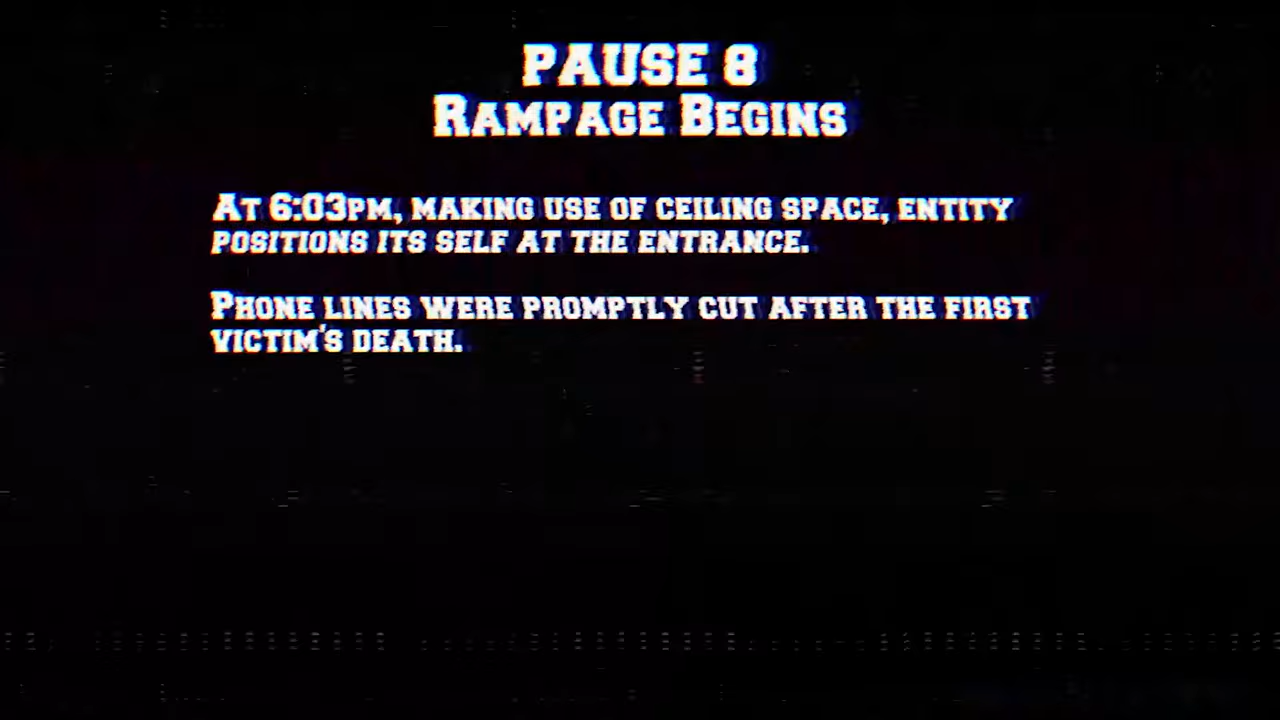 PAUSE 8
Rampage Begins
At 6:03pm, making use of ceiling space, entity
positions its self at the entrance.
Phone lines were promptly cut after the first
victim's death.